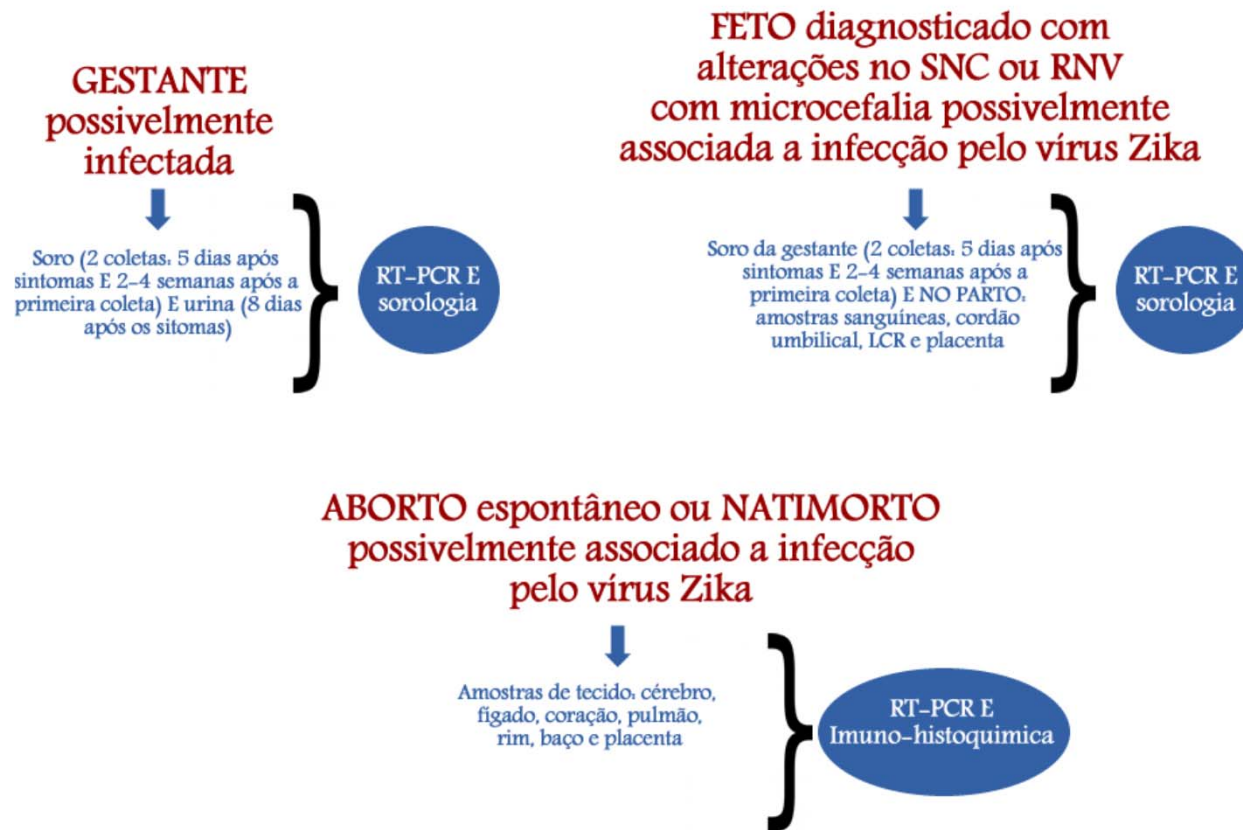 GESTANTE
possivelmente
infectada
Soro (2 coletas: 5 dias após
sintomas E 2-4 semanas após a
primeira coleta) E urina (8 dias
após os sitomas)
RT-PCR E
sorologia
FETO diagnosticado com
alterações no SNC ou RNV
com microcefalia possivelmente
associada a infecção pelo vírus Zika
Soro da gestante (2 coletas: 5 dias após
sintomas E 2-4 semanas após a
primeira coleta) E NO PARTO:
amostras sanguíneas, cordão
umbilical, LCR e placenta
RT-PCR E
sorologia
ABORTO espontâneo ou NATIMORTO
possivelmente associado a infecção
pelo vírus Zika
Amostras de tecido: cérebro,
fígado, coração, pulmão,
rim, baço e placenta
RT-PCR E
Imuno-histoquimica